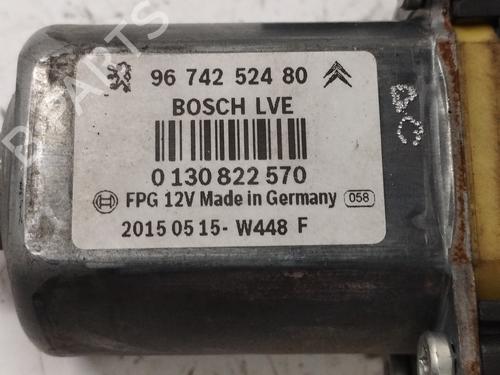 96 742 524 80
BOSCH LVE
0 130 822 570
FPG 12V Made in Germany 058
2015 05 15- W448 F